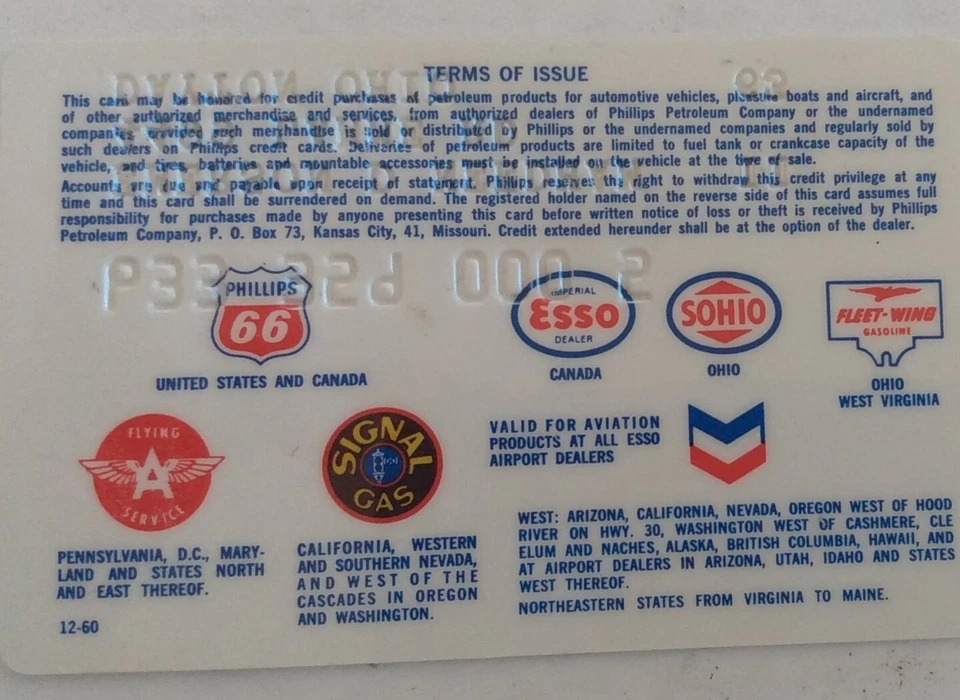 TERMS OF ISSUE
This card may be honored for credit purchases of petroleum products for automotive vehicles, pleasure boats and aircraft, and
of other authorized merchandise and services, from authorized dealers of Phillips Petroleum Company or the undernamed
companies provided such merchandise is sold or distributed by Phillips or the undernamed companies and regularly sold by
such dealers on Phillips credit cards. Deliveries of petroleum products are limited to fuel tank or crankcase capacity of the
vehicle, and tires, batteries and mountable accessories must be installed on the vehicle at the time of sale.
Accounts are due and payable upon receipt of statement. Phillips reserves the right to withdraw this credit privilege at any
time and this card shall be surrendered on demand. The registered holder named on the reverse side of this card assumes full
responsibility for purchases made by anyone presenting this card before written notice of loss or theft is received by Phillips
Petroleum Company, P. O. Box 73, Kansas City, 41, Missouri. Credit extended hereunder shall be at the option of the dealer.
PHILLIPS
66
UNITED STATES AND CANADA
IMPERIAL
Esso
DEALER
CANADA
SOHIO
OHIO
FLEET-WING
GASOLINE
OHIO
WEST VIRGINIA
FLYING
A
SERVICE
PENNSYLVANIA, D.C., MARY-
LAND AND STATES NORTH
AND EAST THEREOF.
SIGNAL
GAS
CALIFORNIA, WESTERN
AND SOUTHERN NEVADA,
AND WEST OF THE
CASCADES IN OREGON
AND WASHINGTON.
VALID FOR AVIATION
PRODUCTS AT ALL ESSO
AIRPORT DEALERS
WEST: ARIZONA, CALIFORNIA, NEVADA, OREGON WEST OF HOOD
RIVER ON HWY. 30, WASHINGTON WEST OF CASHMERE, CLE
ELUM AND NACHES, ALASKA, BRITISH COLUMBIA, HAWAII, AND
AT AIRPORT DEALERS IN ARIZONA, UTAH, IDAHO AND STATES
WEST THEREOF.
NORTHEASTERN STATES FROM VIRGINIA TO MAINE.
12-60